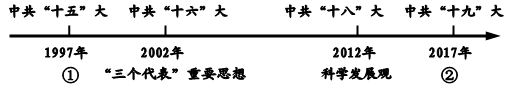 中共“十五”大 中共“十六”大 中共“十八”大 中共“十九”大
1997年 2002年 2012年 2017年
① “三个代表”重要思想 科学发展观 ②